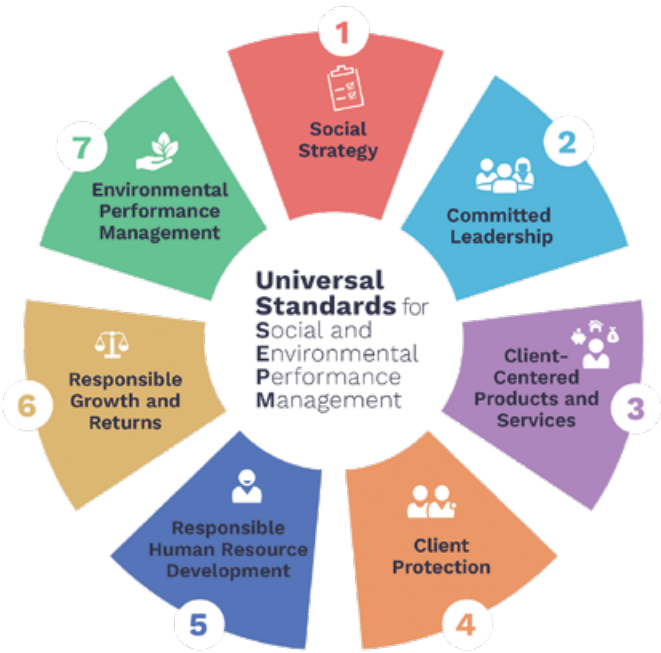 1
Social
Strategy
2
Committed
Leadership
3
Client-
Centered
Products and
Services
4
Client
Protection
5
Responsible
Human Resource
Development
6
Responsible
Growth and
Returns
7
Environmental
Performance
Management
Universal
Standards for
Social and
Environmental
Performance
Management